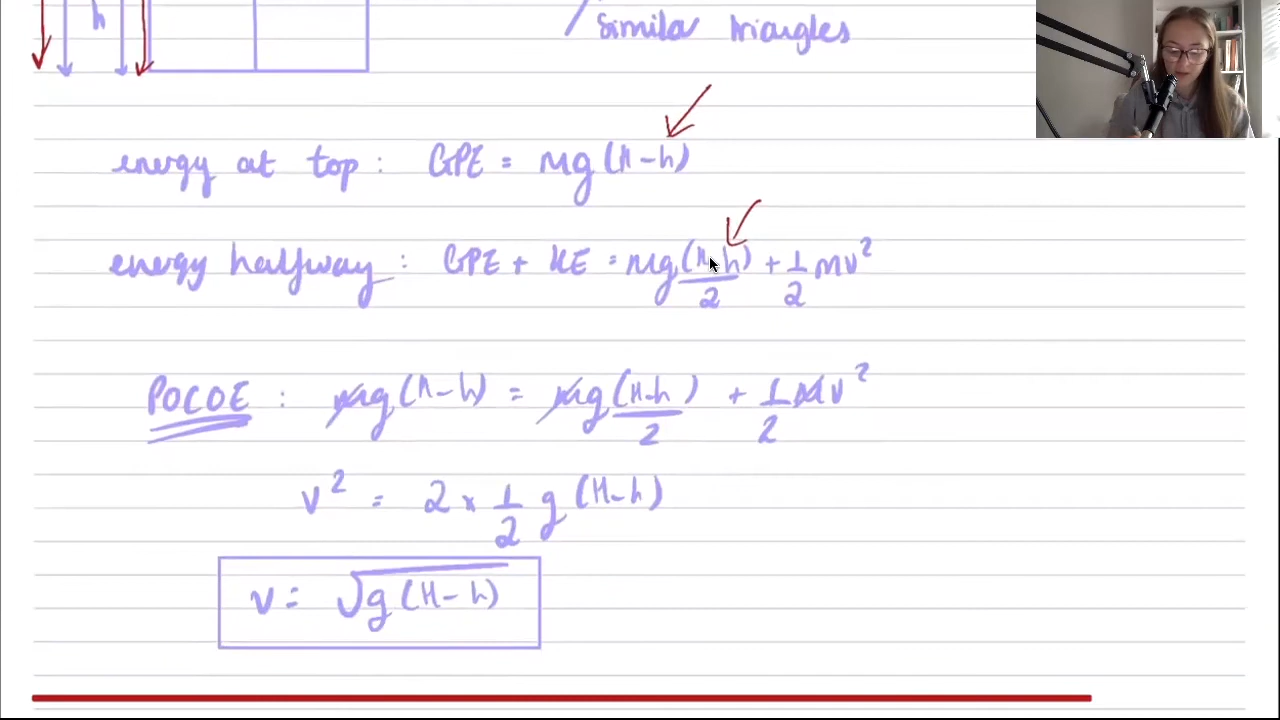 h
similar triangles
energy at top : GPE = mg(H-h)
energy halfway : GPE + KE = mg(H-h)/2 + 1/2 mv²
POCOE : mg(H-h) = mg(H-h)/2 + 1/2 mv²
v² = 2 × 1/2 g(H-h)
v = √g(H-h)